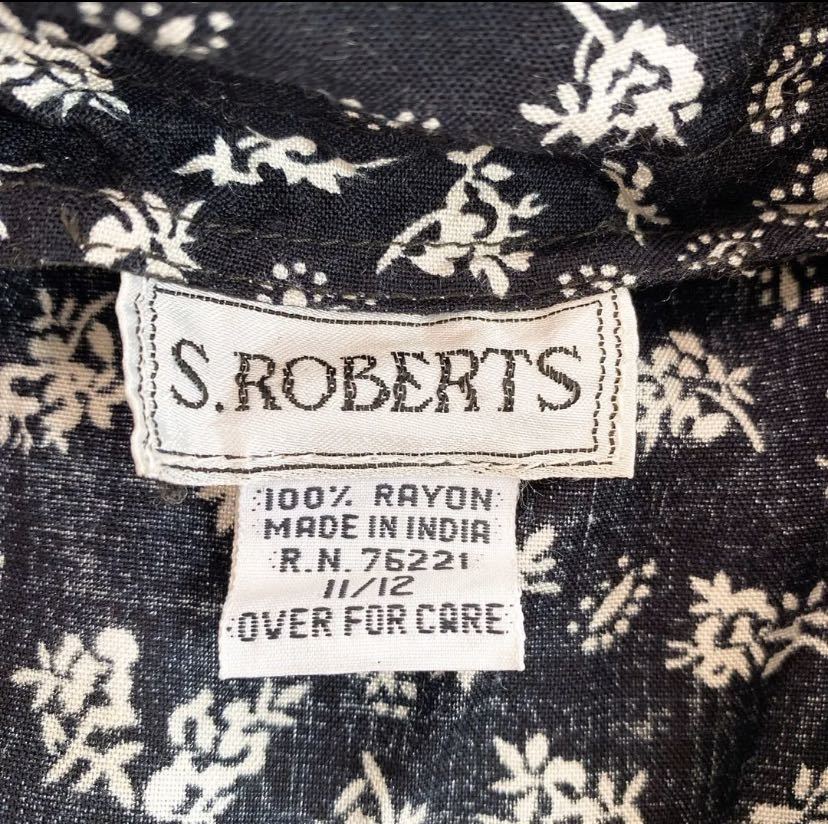 S.ROBERTS
100% RAYON
MADE IN INDIA
R.N. 76221
11/12
OVER FOR CARE